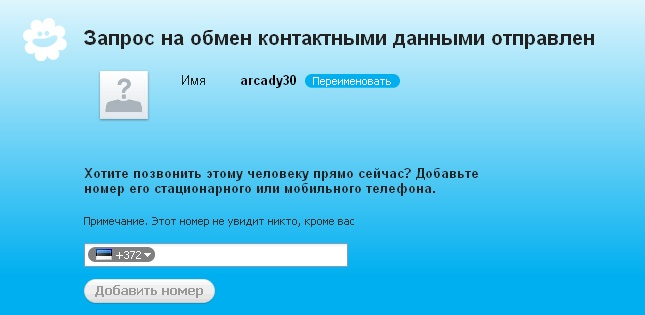 Запрос на обмен контактными данными отправлен
?
Имя arcady30 Переименовать
Хотите позвонить этому человеку прямо сейчас? Добавьте
номер его стационарного или мобильного телефона.
Примечание. Этот номер не увидит никто, кроме вас
+372
Добавить номер